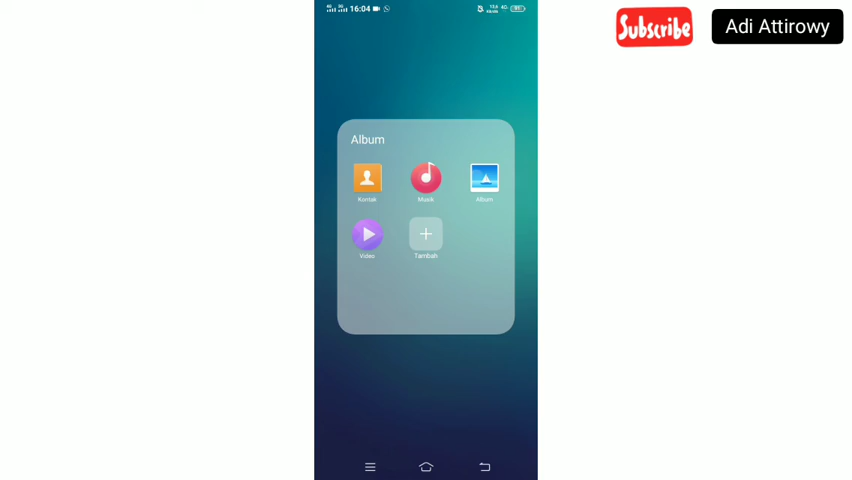 16:04
Subscribe
Adi Attirowy
Album
Kontak
Musik
Album
Video
Tambah